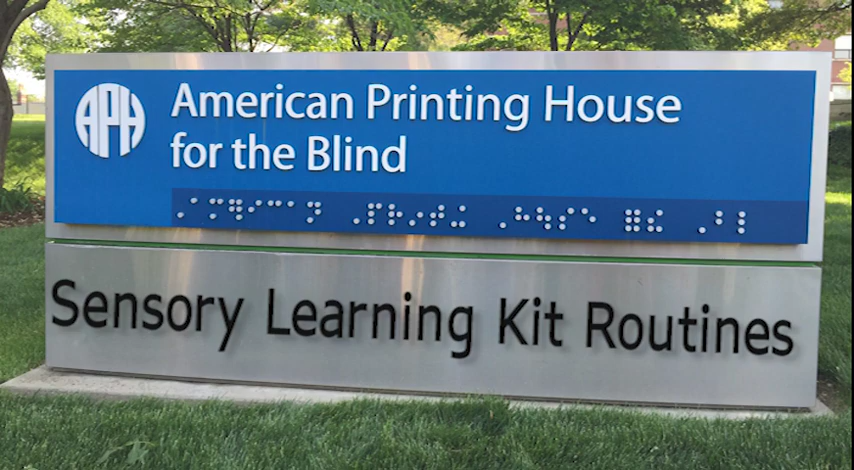 APH
American Printing House
for the Blind
⠠⠁⠍⠻⠊⠉⠁⠝ ⠠⠏⠗⠔⠞⠬ ⠠⠓⠳⠎⠑ ⠿⠮ ⠠⠃⠇
Sensory Learning Kit Routines